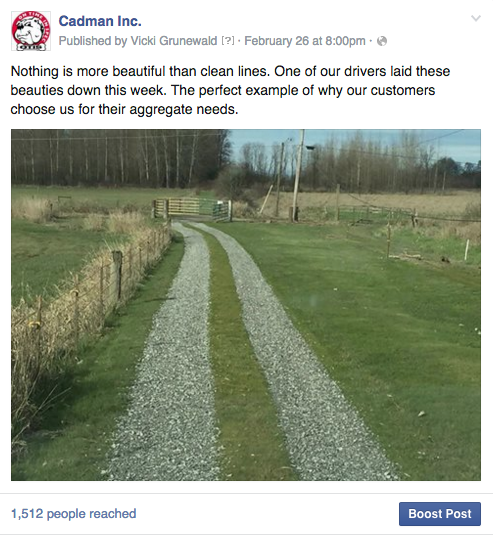 Cadman Inc.
Published by Vicki Grunewald [?] · February 26 at 8:00pm ·
Nothing is more beautiful than clean lines. One of our drivers laid these
beauties down this week. The perfect example of why our customers
choose us for their aggregate needs.
1,512 people reached
Boost Post